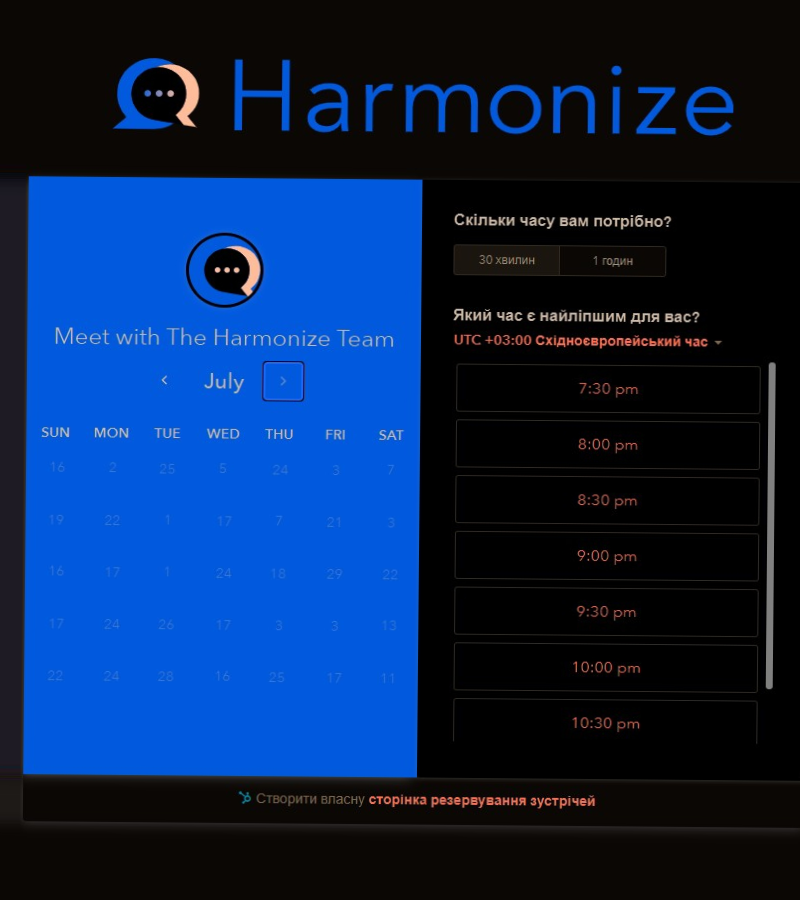 Harmonize
Meet with The Harmonize Team
July
SUN MON TUE WED THU FRI SAT
16 2 25 5 24 3 7
19 22 1 17 7 21 3
16 17 1 24 18 29 22
17 24 26 17 3 3 13
22 24 28 16 25 17 11
Скільки часу вам потрібно?
30 хвилин 1 годин
Який час є найліпшим для вас?
UTC +03:00 Східноєвропейський час
7:30 pm
8:00 pm
8:30 pm
9:00 pm
9:30 pm
10:00 pm
10:30 pm
Створити власну сторінка резервування зустрічей